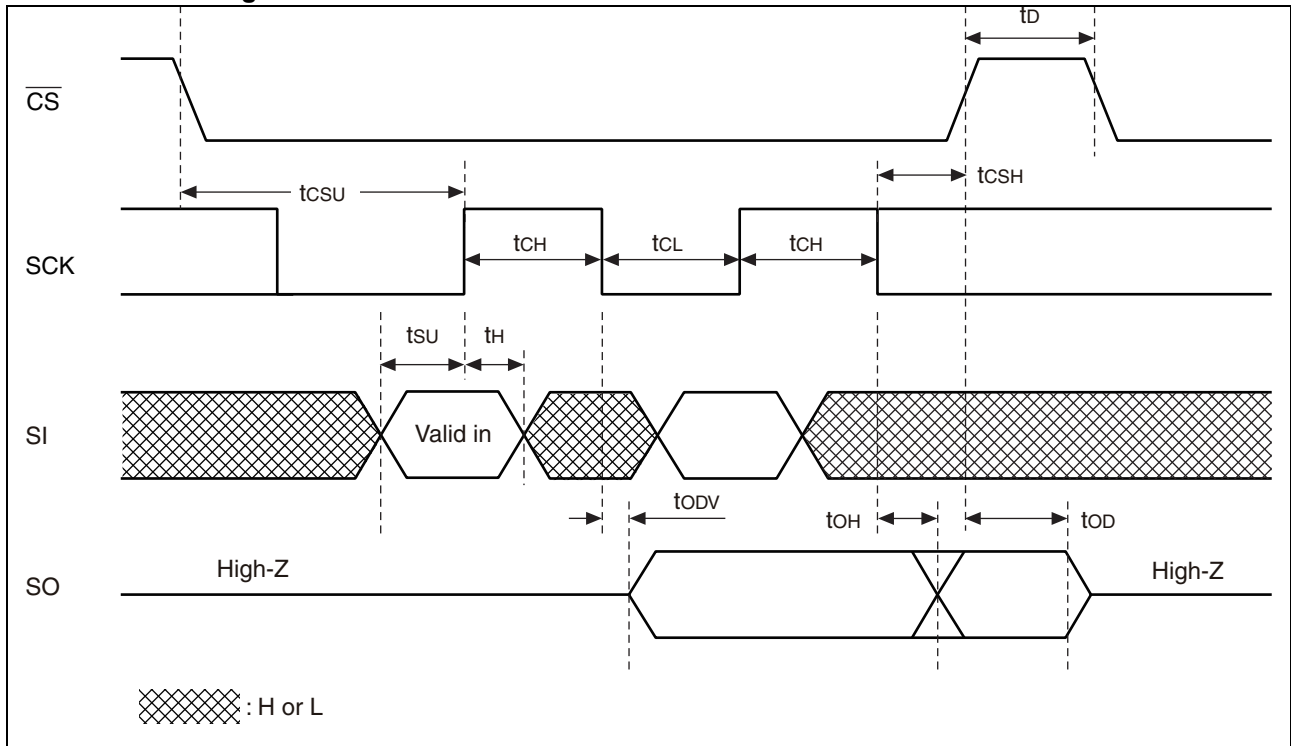 tD
CS
tCSU
tCSH
SCK
tCH
tCL
tCH
tSU
tH
SI
Valid in
tODV
tOH
tOD
SO
High-Z
High-Z
: H or L